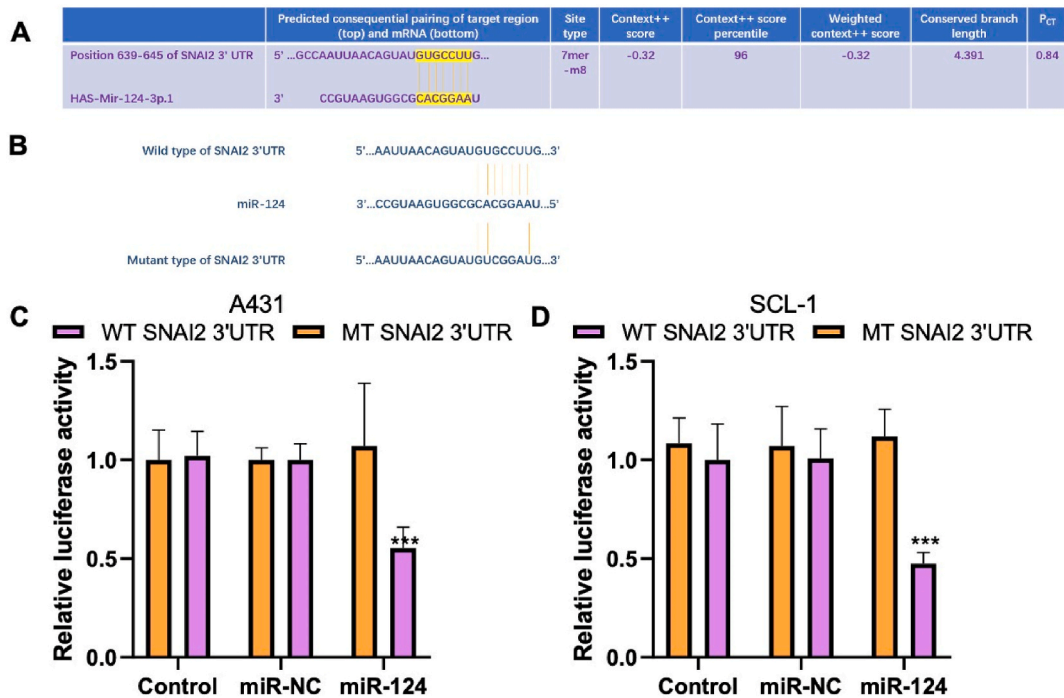 A
Predicted consequential pairing of target region (top) and mRNA (bottom)
Site type
Context++ score
Context++ score percentile
Weighted context++ score
Conserved branch length
PCT
Position 639-645 of SNAI2 3' UTR
5' ...GCCAAUUAACAGUAUGUGCCUUG...
7mer-m8
-0.32
96
-0.32
4.391
0.84
HAS-Mir-124-3p.1
3' CCGUAAGUGGCGCACGGAAU
B
Wild type of SNAI2 3'UTR
5'...AAUUAACAGUAUGUGCCUUG...3'
miR-124
3'...CCGUAAGUGGCGCACGGAAU...5'
Mutant type of SNAI2 3'UTR
5'...AAUUAACAGUAUGUCGGAUG...3'
C
A431
WT SNAI2 3'UTR MT SNAI2 3'UTR
Relative luciferase activity
1.5
1.0
0.5
0.0
***
Control miR-NC miR-124
D
SCL-1
WT SNAI2 3'UTR MT SNAI2 3'UTR
Relative luciferase activity
1.5
1.0
0.5
0.0
***
Control miR-NC miR-124